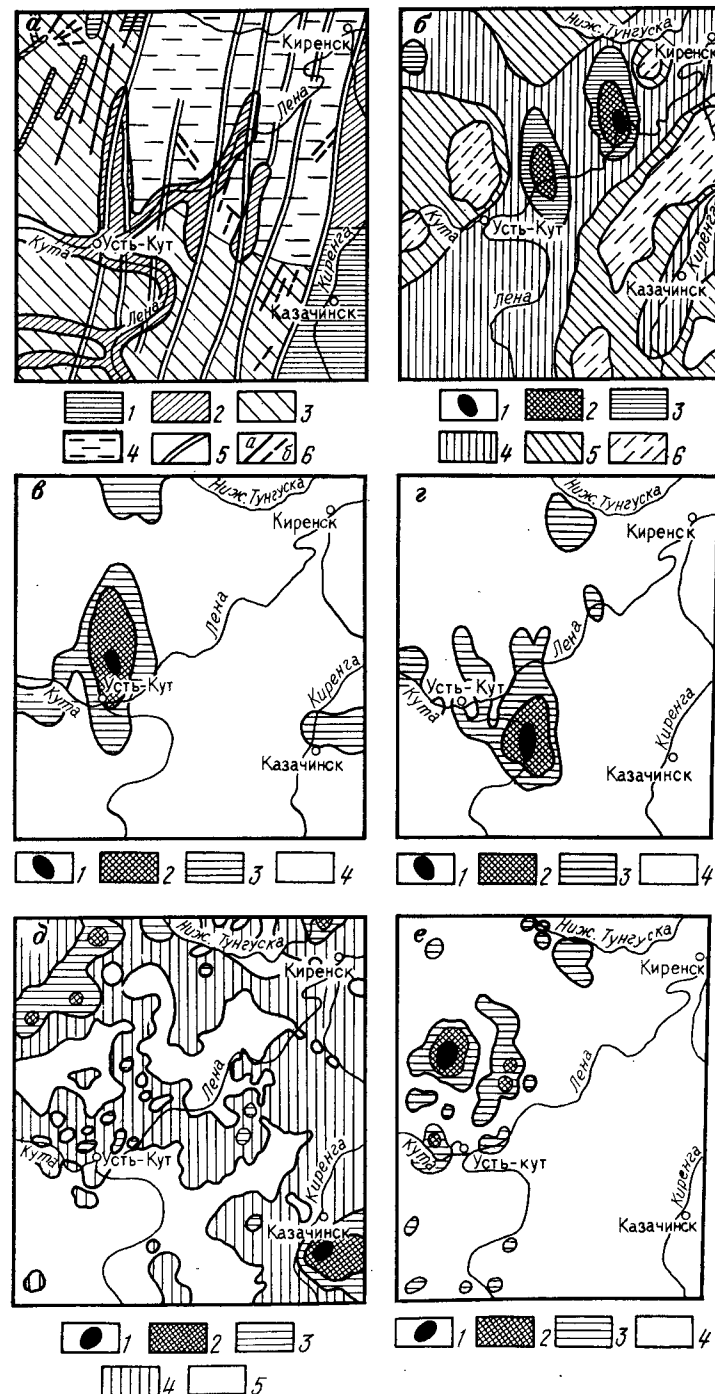 а
Киренск
Лена
Кута
Усть-Кут
Лена
Киренга
Казачинск
1 2 3
4 5 а б 6
б
Ниж. Тунгуска
Киренск
Кута
Усть-Кут
Лена
Киренга
Казачинск
1 2 3
4 5 6
в
Ниж. Тунгуска
Киренск
Лена
Кута
Усть-Кут
Киренга
Казачинск
1 2 3 4
г
Ниж. Тунгуска
Киренск
Лена
Кута
Усть-Кут
Киренга
Казачинск
1 2 3 4
д
Ниж. Тунгуска
Киренск
Лена
Кута
Усть-Кут
Киренга
Казачинск
1 2 3
4 5
е
Ниж. Тунгуска
Киренск
Лена
Кута
Усть-кут
Киренга
Казачинск
1 2 3 4